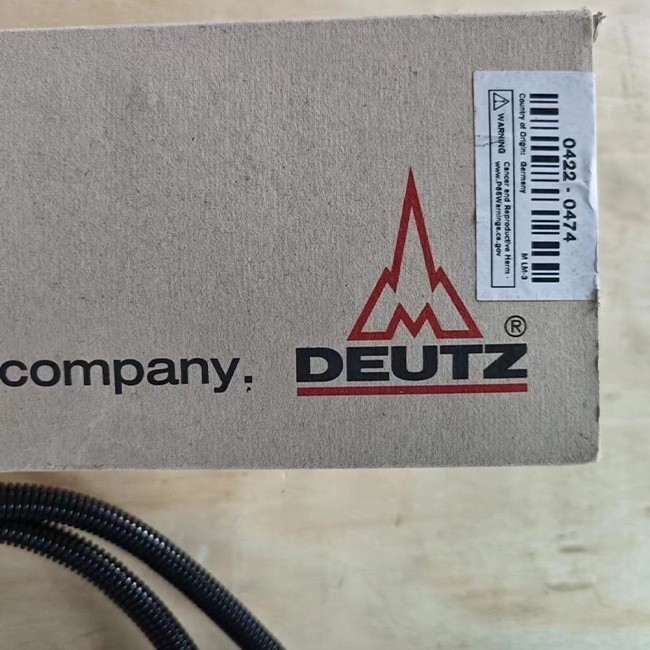 company.
DEUTZ®
0422 - 0474
M LM-3
Country of Origin: Germany
⚠ WARNING Cancer and Reproductive Harm -
www.P65Warnings.ca.gov